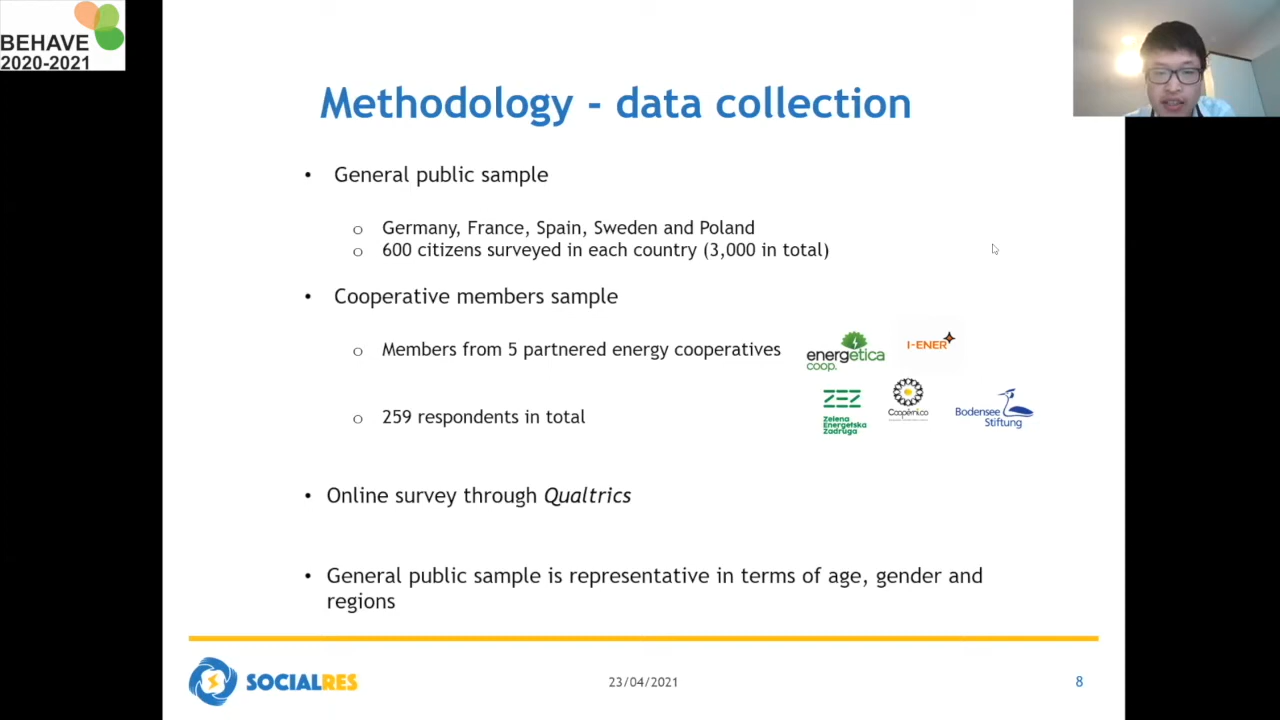 BEHAVE
2020-2021
Methodology - data collection
• General public sample
o Germany, France, Spain, Sweden and Poland
o 600 citizens surveyed in each country (3,000 in total)
• Cooperative members sample
o Members from 5 partnered energy cooperatives
energetica
coop.
I-ENER
ZEZ
Zelena
Energetska
Zadruga
Coopérnico
Bodensee
Stiftung
o 259 respondents in total
• Online survey through Qualtrics
• General public sample is representative in terms of age, gender and
regions
SOCIALRES
23/04/2021
8